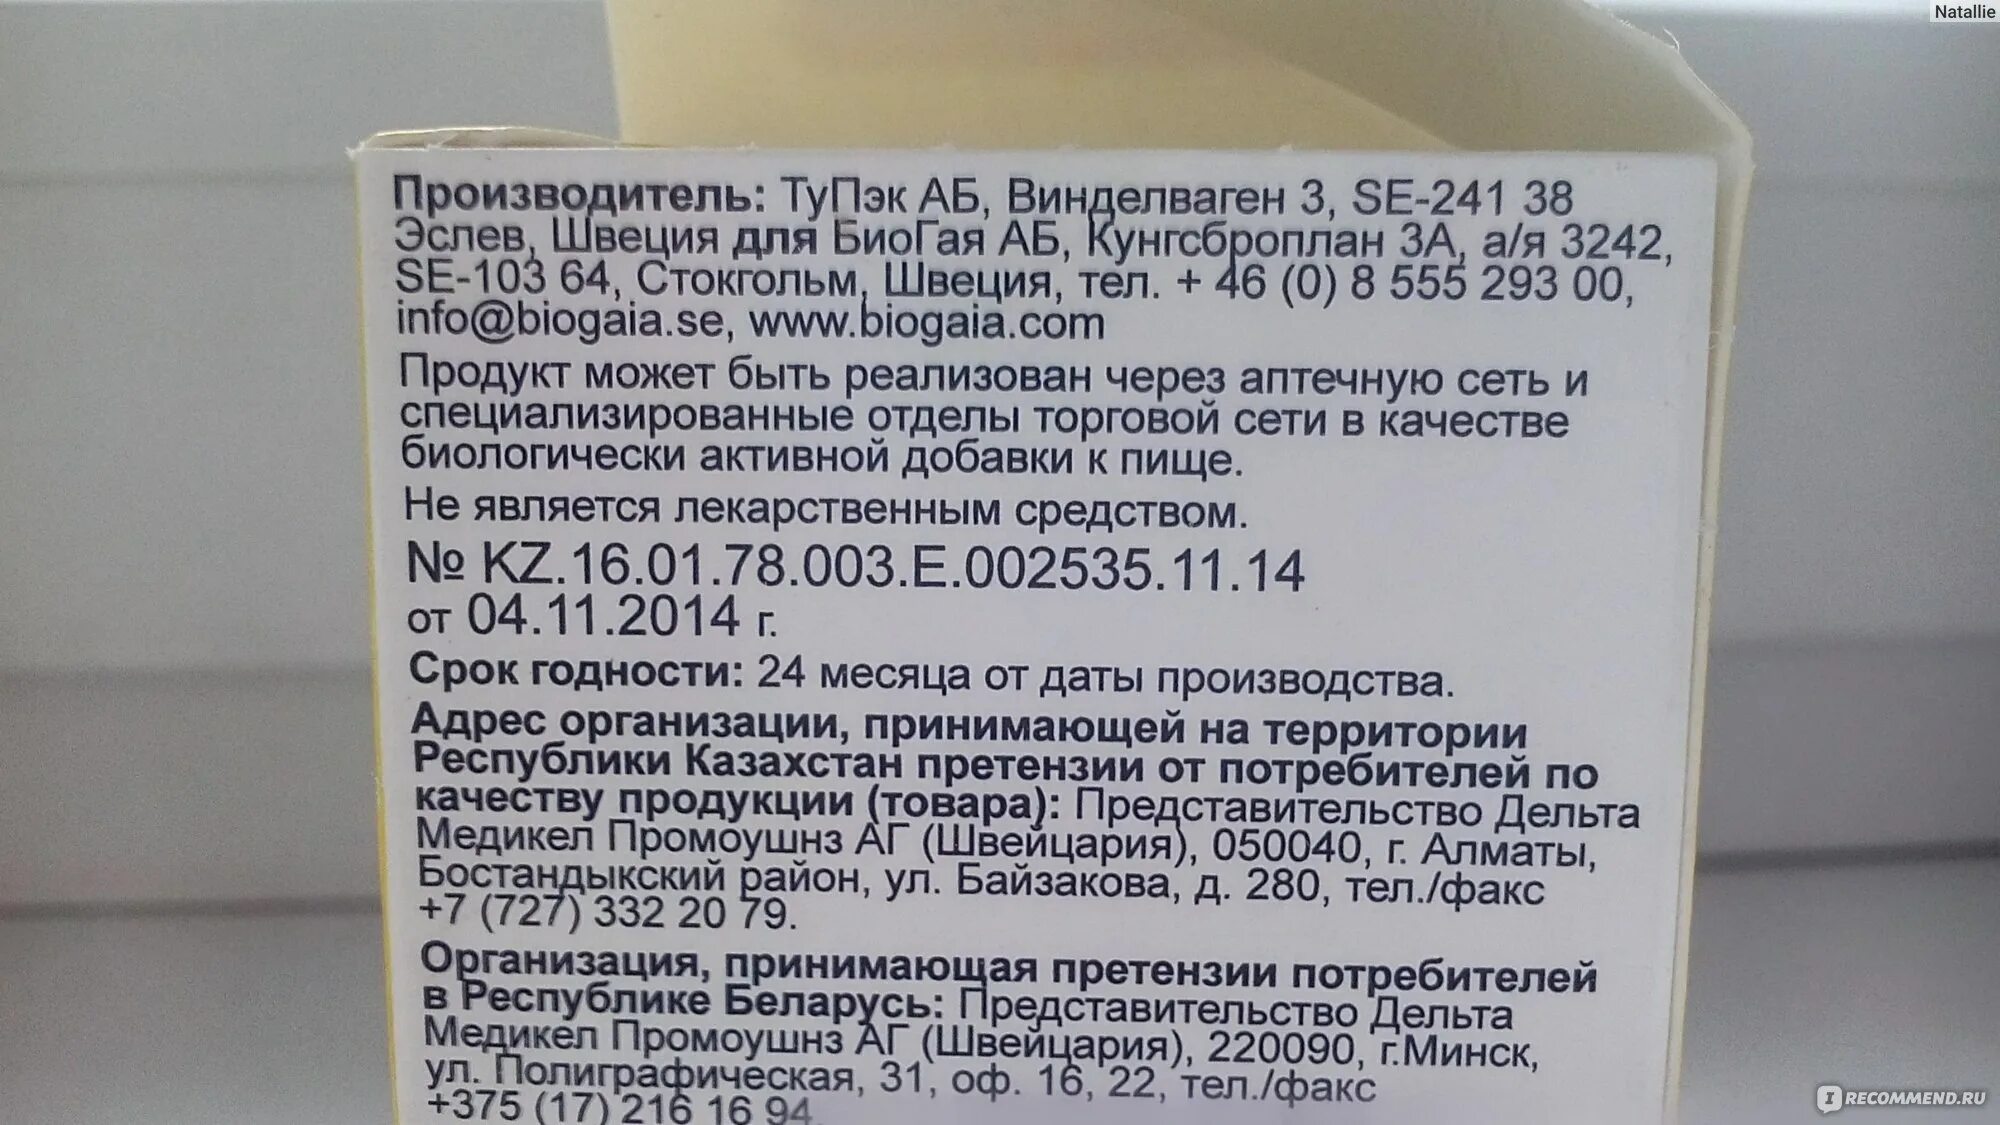 Natallie
Производитель: ТуПэк АБ, Винделваген 3, SE-241 38
Эслев, Швеция для БиоГая АБ, Кунгсброплан 3А, а/я 3242,
SE-103 64, Стокгольм, Швеция, тел. + 46 (0) 8 555 293 00,
info@biogaia.se, www.biogaia.com
Продукт может быть реализован через аптечную сеть и
специализированные отделы торговой сети в качестве
биологически активной добавки к пище.
Не является лекарственным средством.
№ KZ.16.01.78.003.E.002535.11.14
от 04.11.2014 г.
Срок годности: 24 месяца от даты производства.
Адрес организации, принимающей на территории
Республики Казахстан претензии от потребителей по
качеству продукции (товара): Представительство Дельта
Медикел Промоушнз АГ (Швейцария), 050040, г. Алматы,
Бостандыкский район, ул. Байзакова, д. 280, тел./факс
+7 (727) 332 20 79.
Организация, принимающая претензии потребителей
в Республике Беларусь: Представительство Дельта
Медикел Промоушнз АГ (Швейцария), 220090, г.Минск,
ул. Полиграфическая, 31, оф. 16, 22, тел./факс
+375 (17) 216 16 94.
IRECOMMEND.RU